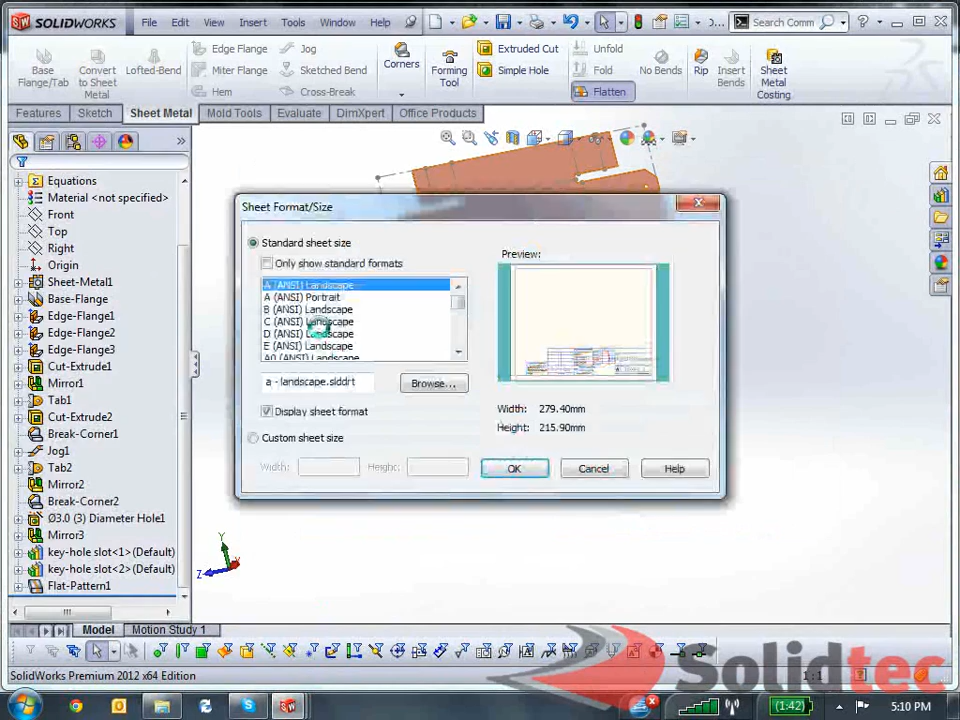 SOLIDWORKS File Edit View Insert Tools Window Help Search Comm
Base Flange/Tab
Convert to Sheet Metal
Lofted-Bend
Edge Flange
Miter Flange
Hem
Jog
Sketched Bend
Cross-Break
Corners
Forming Tool
Extruded Cut
Simple Hole
Unfold
Fold
Flatten
No Bends
Rip
Insert Bends
Sheet Metal Costing
Features Sketch Sheet Metal Mold Tools Evaluate DimXpert Office Products
Equations
Material <not specified>
Front
Top
Right
Origin
Sheet-Metal1
Base-Flange
Edge-Flange1
Edge-Flange2
Edge-Flange3
Cut-Extrude1
Mirror1
Tab1
Cut-Extrude2
Break-Corner1
Jog1
Tab2
Mirror2
Break-Corner2
Ø3.0 (3) Diameter Hole1
Mirror3
key-hole slot<1> (Default)
key-hole slot<2> (Default)
Flat-Pattern1
Sheet Format/Size
Standard sheet size
Only show standard formats
A (ANSI) Landscape
A (ANSI) Portrait
B (ANSI) Landscape
C (ANSI) Landscape
D (ANSI) Landscape
E (ANSI) Landscape
A0 (ANSI) Landscape
a - landscape.slddrt
Browse...
Display sheet format
Custom sheet size
Width:
Height:
Preview:
Width: 279.40mm
Height: 215.90mm
OK Cancel Help
Y
X
Z
Model Motion Study 1
SolidWorks Premium 2012 x64 Edition
1:1
Solidtec
(1:42)
5:10 PM